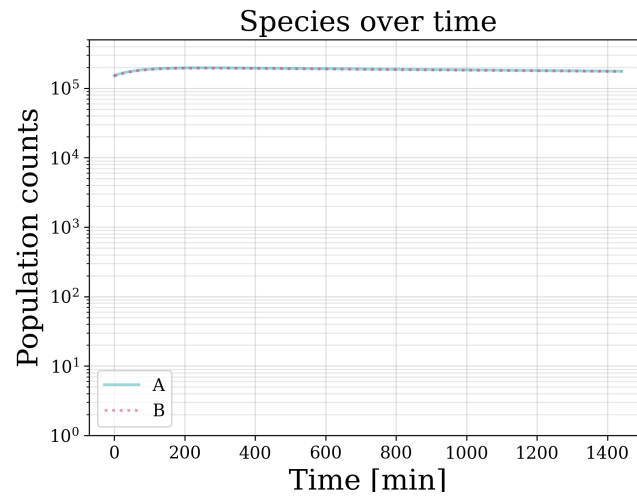 Species over time
Population counts
10^5
10^4
10^3
10^2
10^1
10^0
A
B
0 200 400 600 800 1000 1200 1400
Time [min]